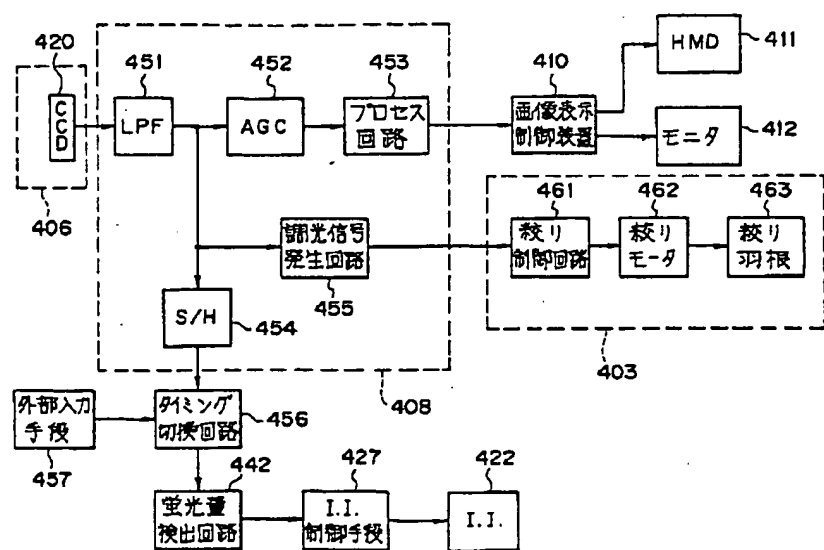 420
CCD
406
451
LPF
452
AGC
453
プロセス
回路
410
画像表示
制御装置
HMD
411
モニタ
412
調光信号
発生回路
455
461
絞り
制御回路
462
絞り
モータ
463
絞り
羽根
403
S/H
454
408
外部入力
手段
457
タイミング
切換回路
456
442
蛍光量
検出回路
427
I.I.
制御手段
422
I.I.